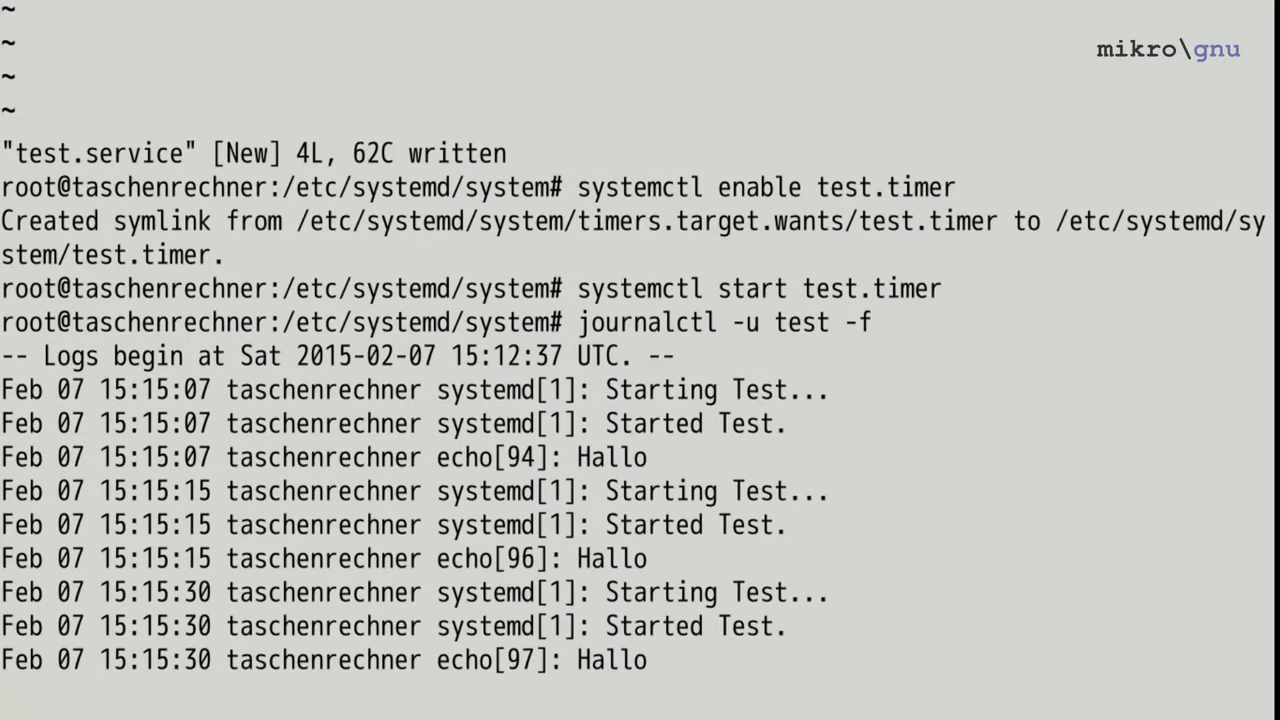 ~
~
mikro\gnu
~
~
"test.service" [New] 4L, 62C written
root@taschenrechner:/etc/systemd/system# systemctl enable test.timer
Created symlink from /etc/systemd/system/timers.target.wants/test.timer to /etc/systemd/sy
stem/test.timer.
root@taschenrechner:/etc/systemd/system# systemctl start test.timer
root@taschenrechner:/etc/systemd/system# journalctl -u test -f
-- Logs begin at Sat 2015-02-07 15:12:37 UTC. --
Feb 07 15:15:07 taschenrechner systemd[1]: Starting Test...
Feb 07 15:15:07 taschenrechner systemd[1]: Started Test.
Feb 07 15:15:07 taschenrechner echo[94]: Hallo
Feb 07 15:15:15 taschenrechner systemd[1]: Starting Test...
Feb 07 15:15:15 taschenrechner systemd[1]: Started Test.
Feb 07 15:15:15 taschenrechner echo[96]: Hallo
Feb 07 15:15:30 taschenrechner systemd[1]: Starting Test...
Feb 07 15:15:30 taschenrechner systemd[1]: Started Test.
Feb 07 15:15:30 taschenrechner echo[97]: Hallo